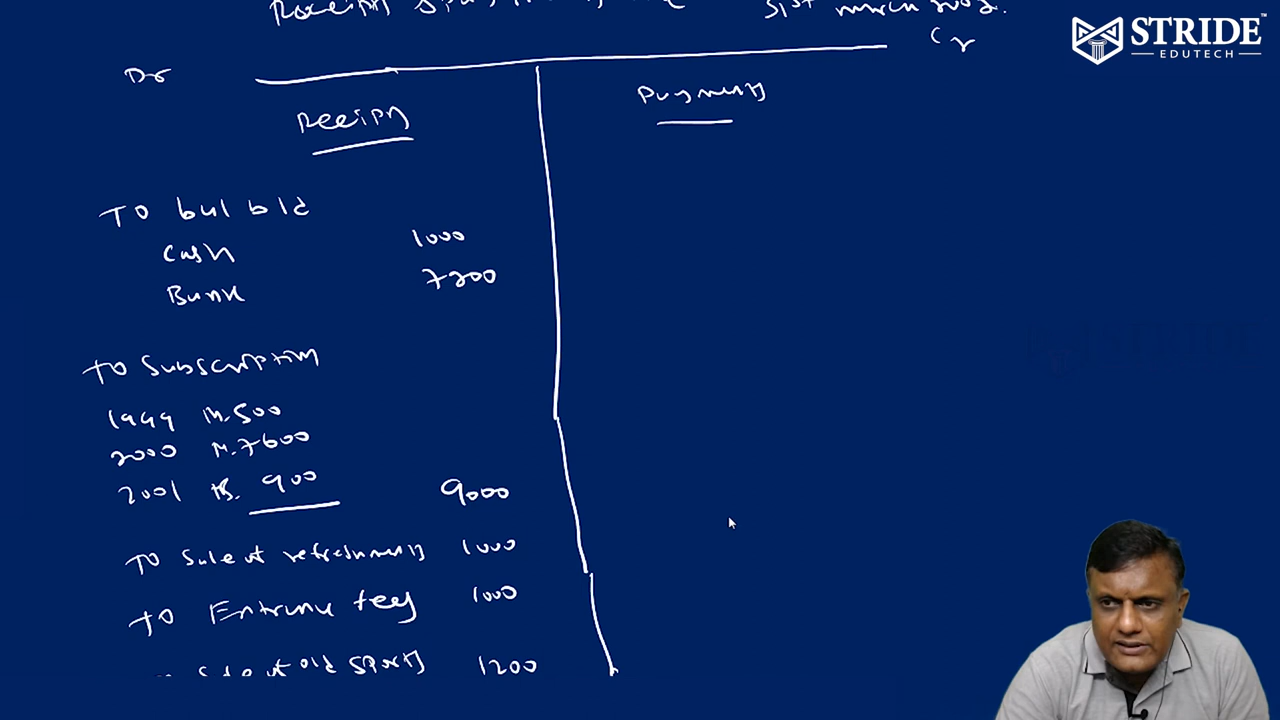 STRIDE™
EDUTECH
31st march 2002.
Dr
Cr
Receipts
Payments
To bal b/d
Cash 1000
Bank 7200
To Subscription
1999 Rs. 500
2000 Rs. 7600
2001 Rs. 900 9000
To Sale of refreshments 1000
To Entrance fees 1000
Sale of old Sports 1200